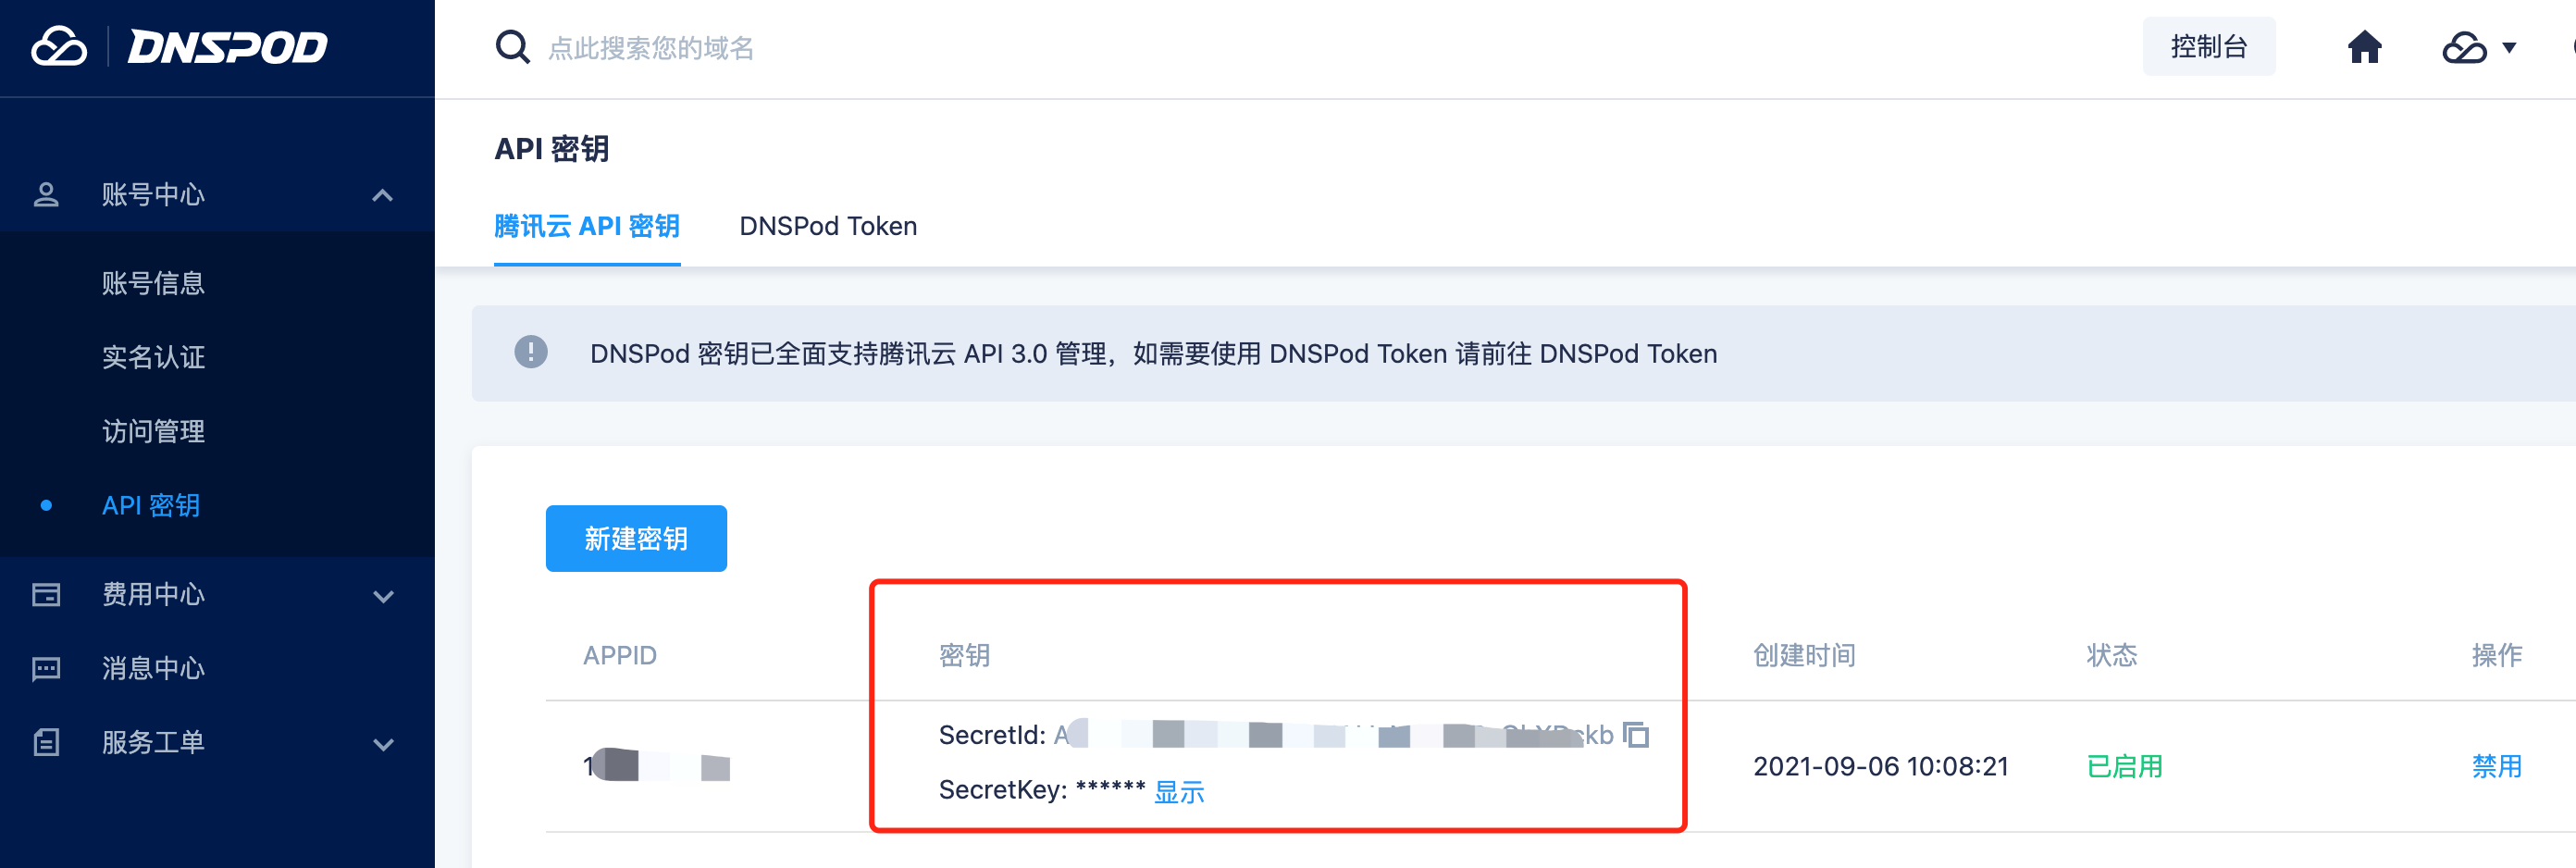 DNSPOD
点此搜索您的域名
控制台
账号中心
账号信息
实名认证
访问管理
API 密钥
费用中心
消息中心
服务工单
API 密钥
腾讯云 API 密钥
DNSPod Token
DNSPod 密钥已全面支持腾讯云 API 3.0 管理，如需要使用 DNSPod Token 请前往 DNSPod Token
新建密钥
APPID
密钥
创建时间
状态
操作
SecretId:
SecretKey: ****** 显示
2021-09-06 10:08:21
已启用
禁用